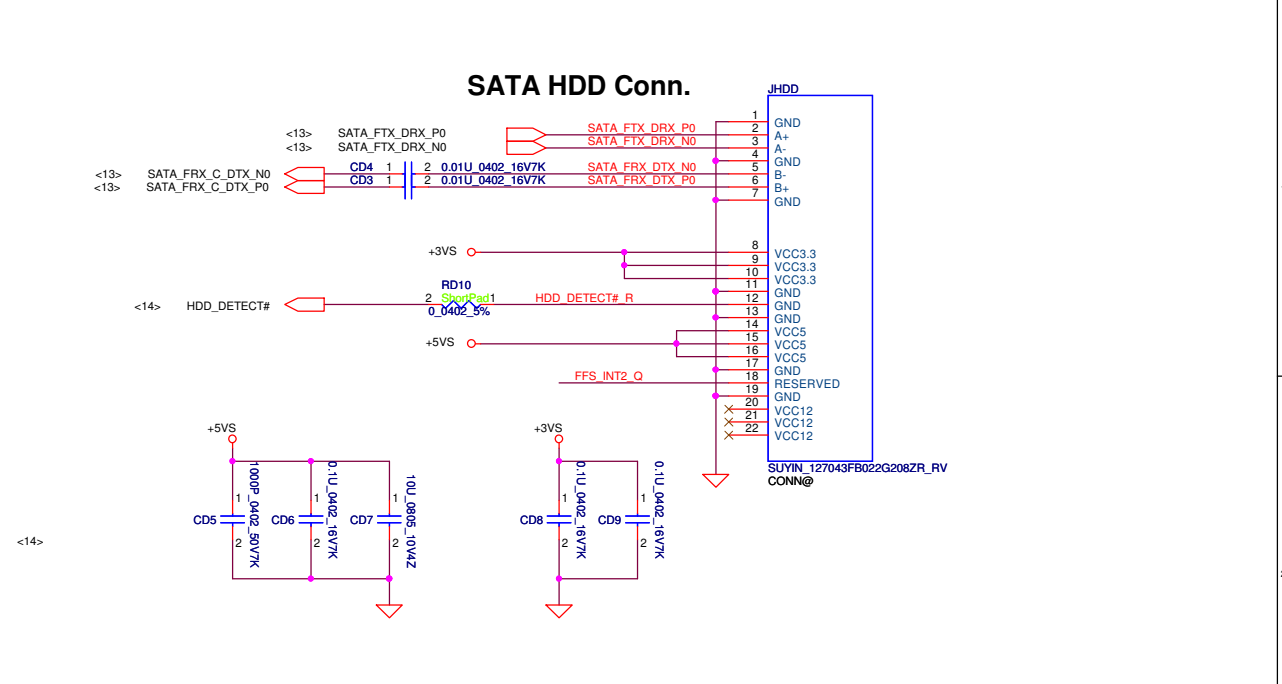 SATA HDD Conn.
JHDD
<13> SATA_FTX_DRX_P0 SATA_FTX_DRX_P0
<13> SATA_FTX_DRX_N0 SATA_FTX_DRX_N0
<13> SATA_FRX_C_DTX_N0 CD4 1 2 0.01U_0402_16V7K SATA_FRX_DTX_N0
<13> SATA_FRX_C_DTX_P0 CD3 1 2 0.01U_0402_16V7K SATA_FRX_DTX_P0
1 GND
2 A+
3 A-
4 GND
5 B-
6 B+
7 GND
+3VS
8 VCC3.3
9 VCC3.3
10 VCC3.3
11 GND
RD10
<14> HDD_DETECT# 2 ShortPad 1 HDD_DETECT#_R
0_0402_5%
12 GND
13 GND
14 VCC5
+5VS
15 VCC5
16 VCC5
17 GND
FFS_INT2_Q
18 RESERVED
19 GND
20 VCC12
21 VCC12
22 VCC12
SUYIN_127043FB022G208ZR_RV
CONN@
+5VS
CD5 1 2 1000P_0402_50V7K
CD6 1 2 0.1U_0402_16V7K
CD7 1 2 10U_0805_10V4Z
+3VS
CD8 1 2 0.1U_0402_16V7K
CD9 1 2 0.1U_0402_16V7K
<14>